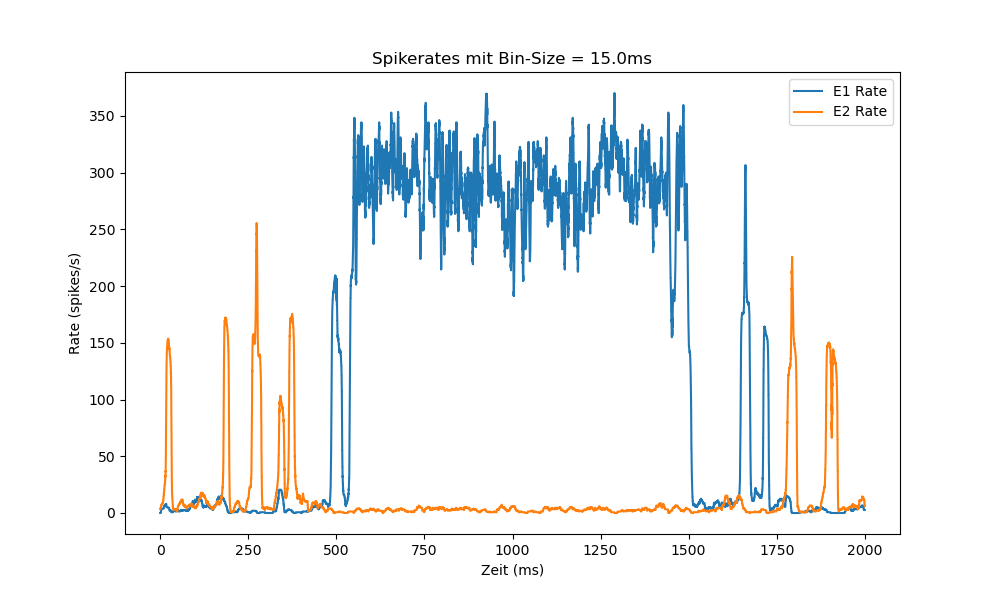 Spikerates mit Bin-Size = 15.0ms
E1 Rate
E2 Rate
Rate (spikes/s)
350
300
250
200
150
100
50
0
0 250 500 750 1000 1250 1500 1750 2000
Zeit (ms)